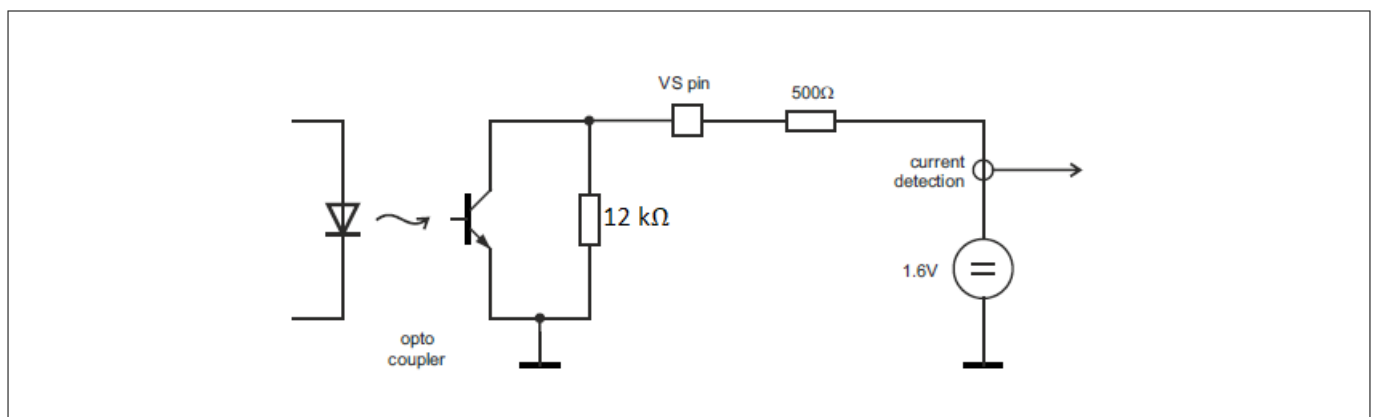 VS pin
500Ω
current
detection
12 kΩ
1.6V
opto
coupler